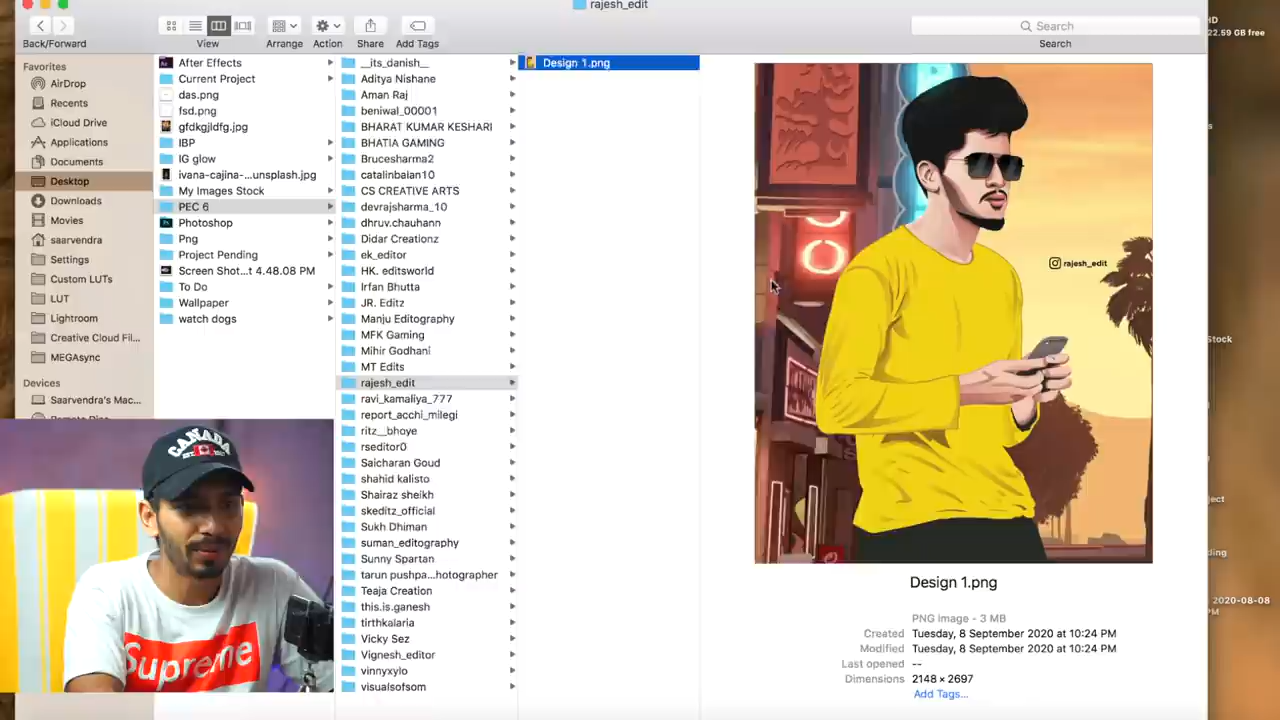 rajesh_edit
Search
Back/Forward
View
Arrange
Action
Share
Add Tags
Search
HD
22.59 GB free
Favorites
AirDrop
Recents
iCloud Drive
Applications
Documents
Desktop
Downloads
Movies
saarvendra
Settings
Custom LUTs
LUT
Lightroom
Creative Cloud Fil...
MEGAsync
Devices
Saarvendra's Mac...
After Effects
Current Project
das.png
fsd.png
gfdkgjldfg.jpg
IBP
IG glow
ivana-cajina-...unsplash.jpg
My Images Stock
PEC 6
Photoshop
Png
Project Pending
Screen Shot...t 4.48.08 PM
To Do
Wallpaper
watch dogs
__its_danish__
Aditya Nishane
Aman Raj
beniwal_00001
BHARAT KUMAR KESHARI
BHATIA GAMING
Brucesharma2
catalinbaian10
CS CREATIVE ARTS
devrajsharma_10
dhruv.chauhann
Didar Creationz
ek_editor
HK. editsworld
Irfan Bhutta
JR. Editz
Manju Editography
MFK Gaming
Mihir Godhani
MT Edits
rajesh_edit
ravi_kamaliya_777
report_acchi_milegi
ritz__bhoye
rseditor0
Saicharan Goud
shahid kalisto
Shairaz sheikh
skeditz_official
Sukh Dhiman
suman_editography
Sunny Spartan
tarun pushpa...hotographer
Teaja Creation
this.is.ganesh
tirthkalaria
Vicky Sez
Vignesh_editor
vinnyxylo
visualsofsom
Design 1.png
rajesh_edit
Design 1.png
PNG image - 3 MB
Created Tuesday, 8 September 2020 at 10:24 PM
Modified Tuesday, 8 September 2020 at 10:24 PM
Last opened --
Dimensions 2148 × 2697
Add Tags...
Stock
ject
ding
2020-08-08
PM
CANADA
Supreme